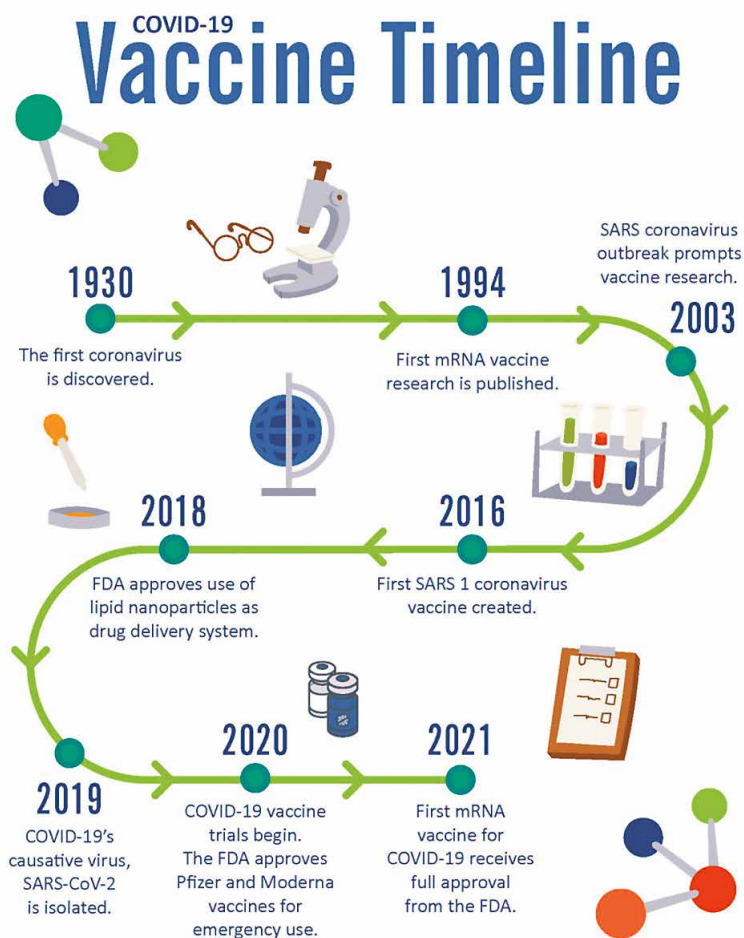 COVID-19
Vaccine Timeline
1930
The first coronavirus
is discovered.
1994
First mRNA vaccine
research is published.
SARS coronavirus
outbreak prompts
vaccine research.
2003
2016
First SARS 1 coronavirus
vaccine created.
2018
FDA approves use of
lipid nanoparticles as
drug delivery system.
2019
COVID-19’s
causative virus,
SARS-CoV-2
is isolated.
2020
COVID-19 vaccine
trials begin.
The FDA approves
Pfizer and Moderna
vaccines for
emergency use.
2021
First mRNA
vaccine for
COVID-19 receives
full approval
from the FDA.